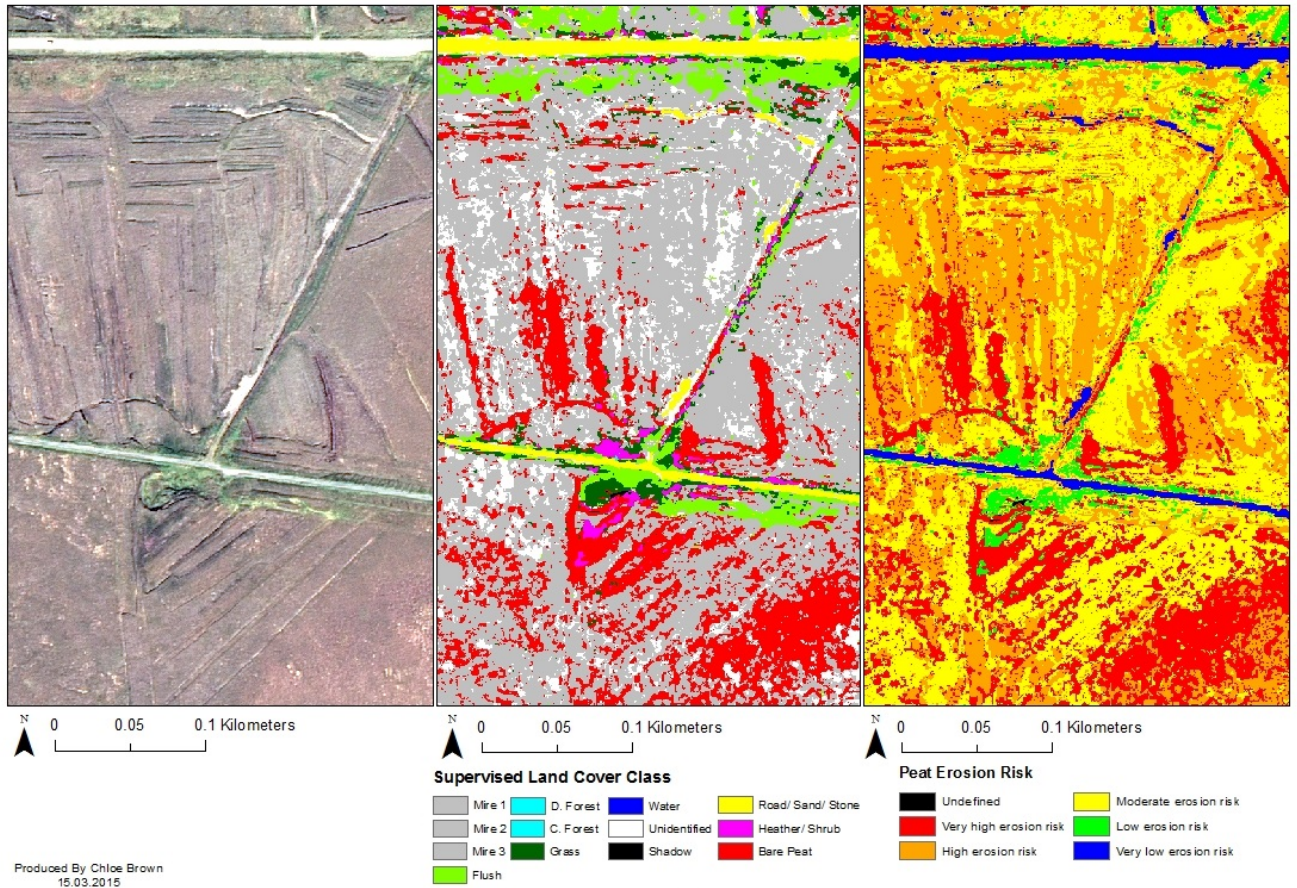 N
0 0.05 0.1 Kilometers
N
0 0.05 0.1 Kilometers
N
0 0.05 0.1 Kilometers
Supervised Land Cover Class
Mire 1 D. Forest Water Road/ Sand/ Stone
Mire 2 C. Forest Unidentified Heather/ Shrub
Mire 3 Grass Shadow Bare Peat
Flush
Peat Erosion Risk
Undefined Moderate erosion risk
Very high erosion risk Low erosion risk
High erosion risk Very low erosion risk
Produced By Chloe Brown
15.03.2015